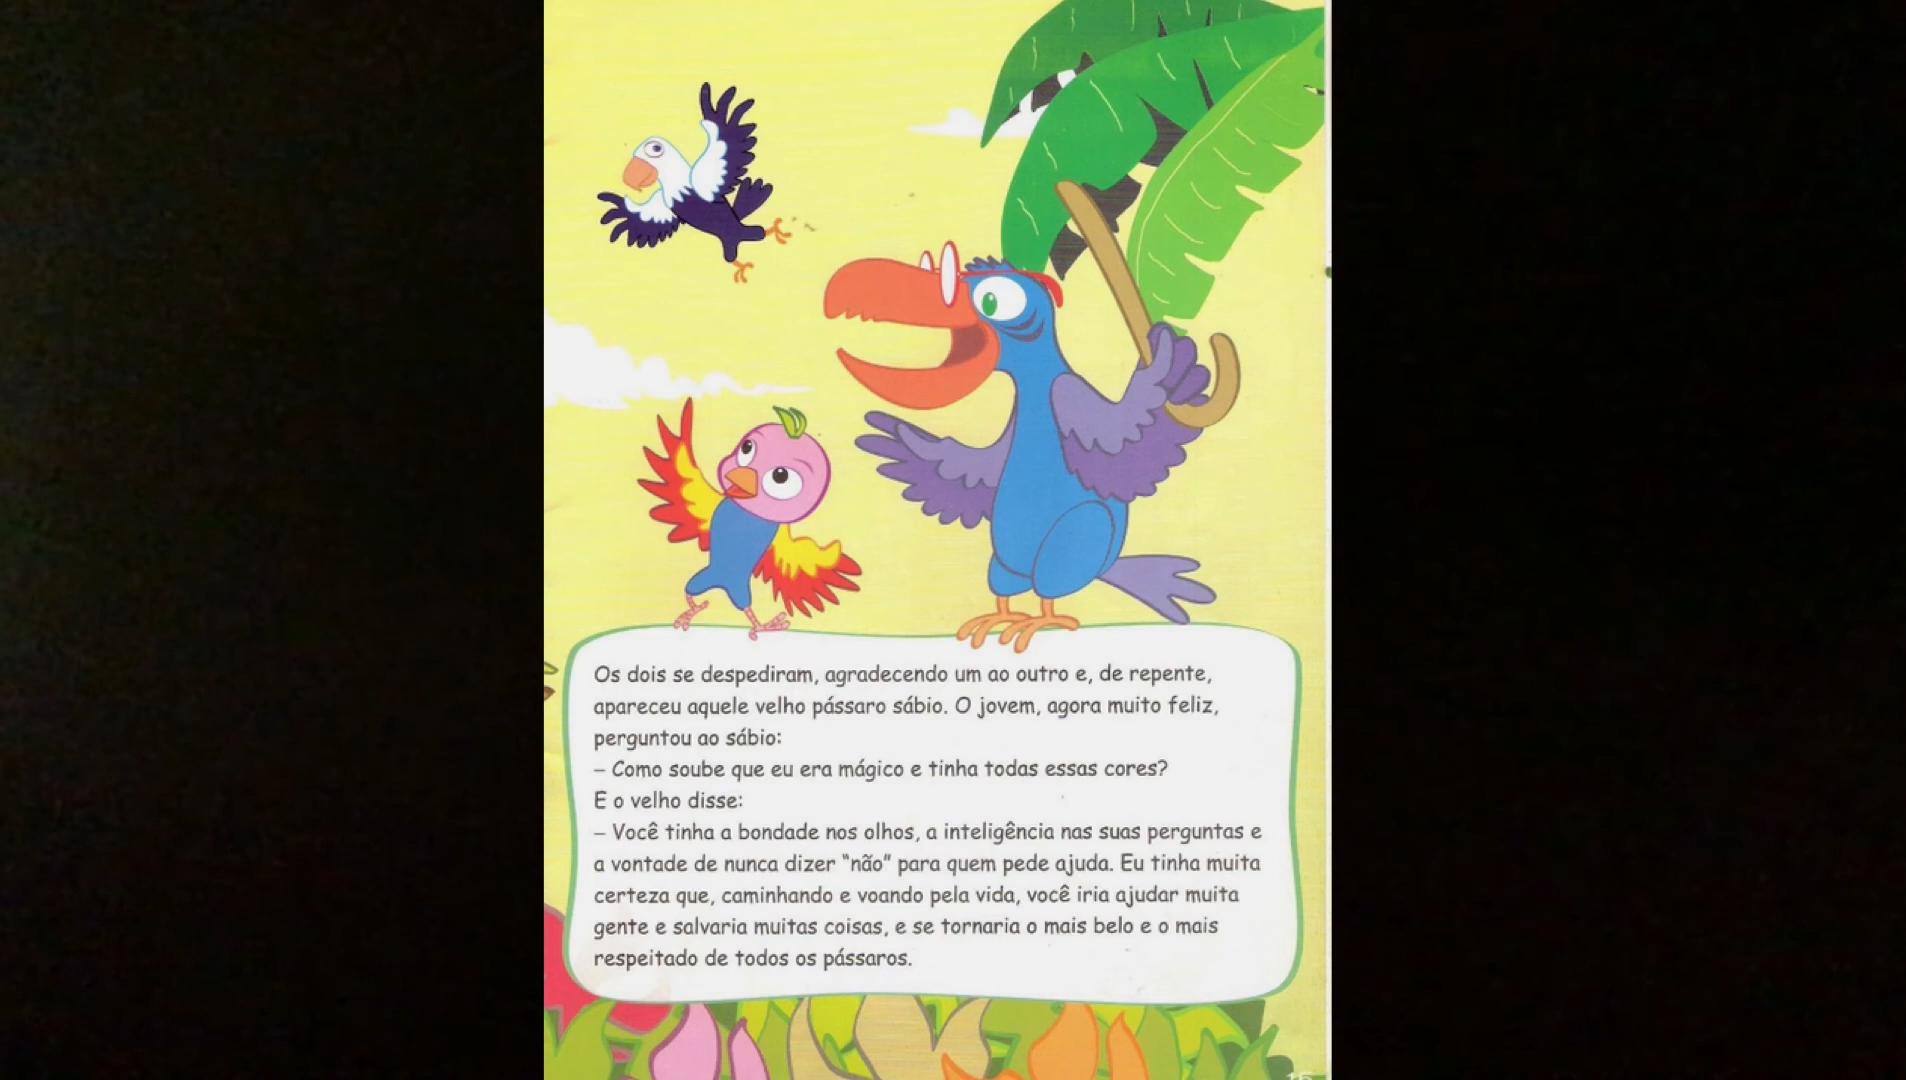 Os dois se despediram, agradecendo um ao outro e, de repente,
apareceu aquele velho pássaro sábio. O jovem, agora muito feliz,
perguntou ao sábio:
– Como soube que eu era mágico e tinha todas essas cores?
E o velho disse:
– Você tinha a bondade nos olhos, a inteligência nas suas perguntas e
a vontade de nunca dizer “não” para quem pede ajuda. Eu tinha muita
certeza que, caminhando e voando pela vida, você iria ajudar muita
gente e salvaria muitas coisas, e se tornaria o mais belo e o mais
respeitado de todos os pássaros.